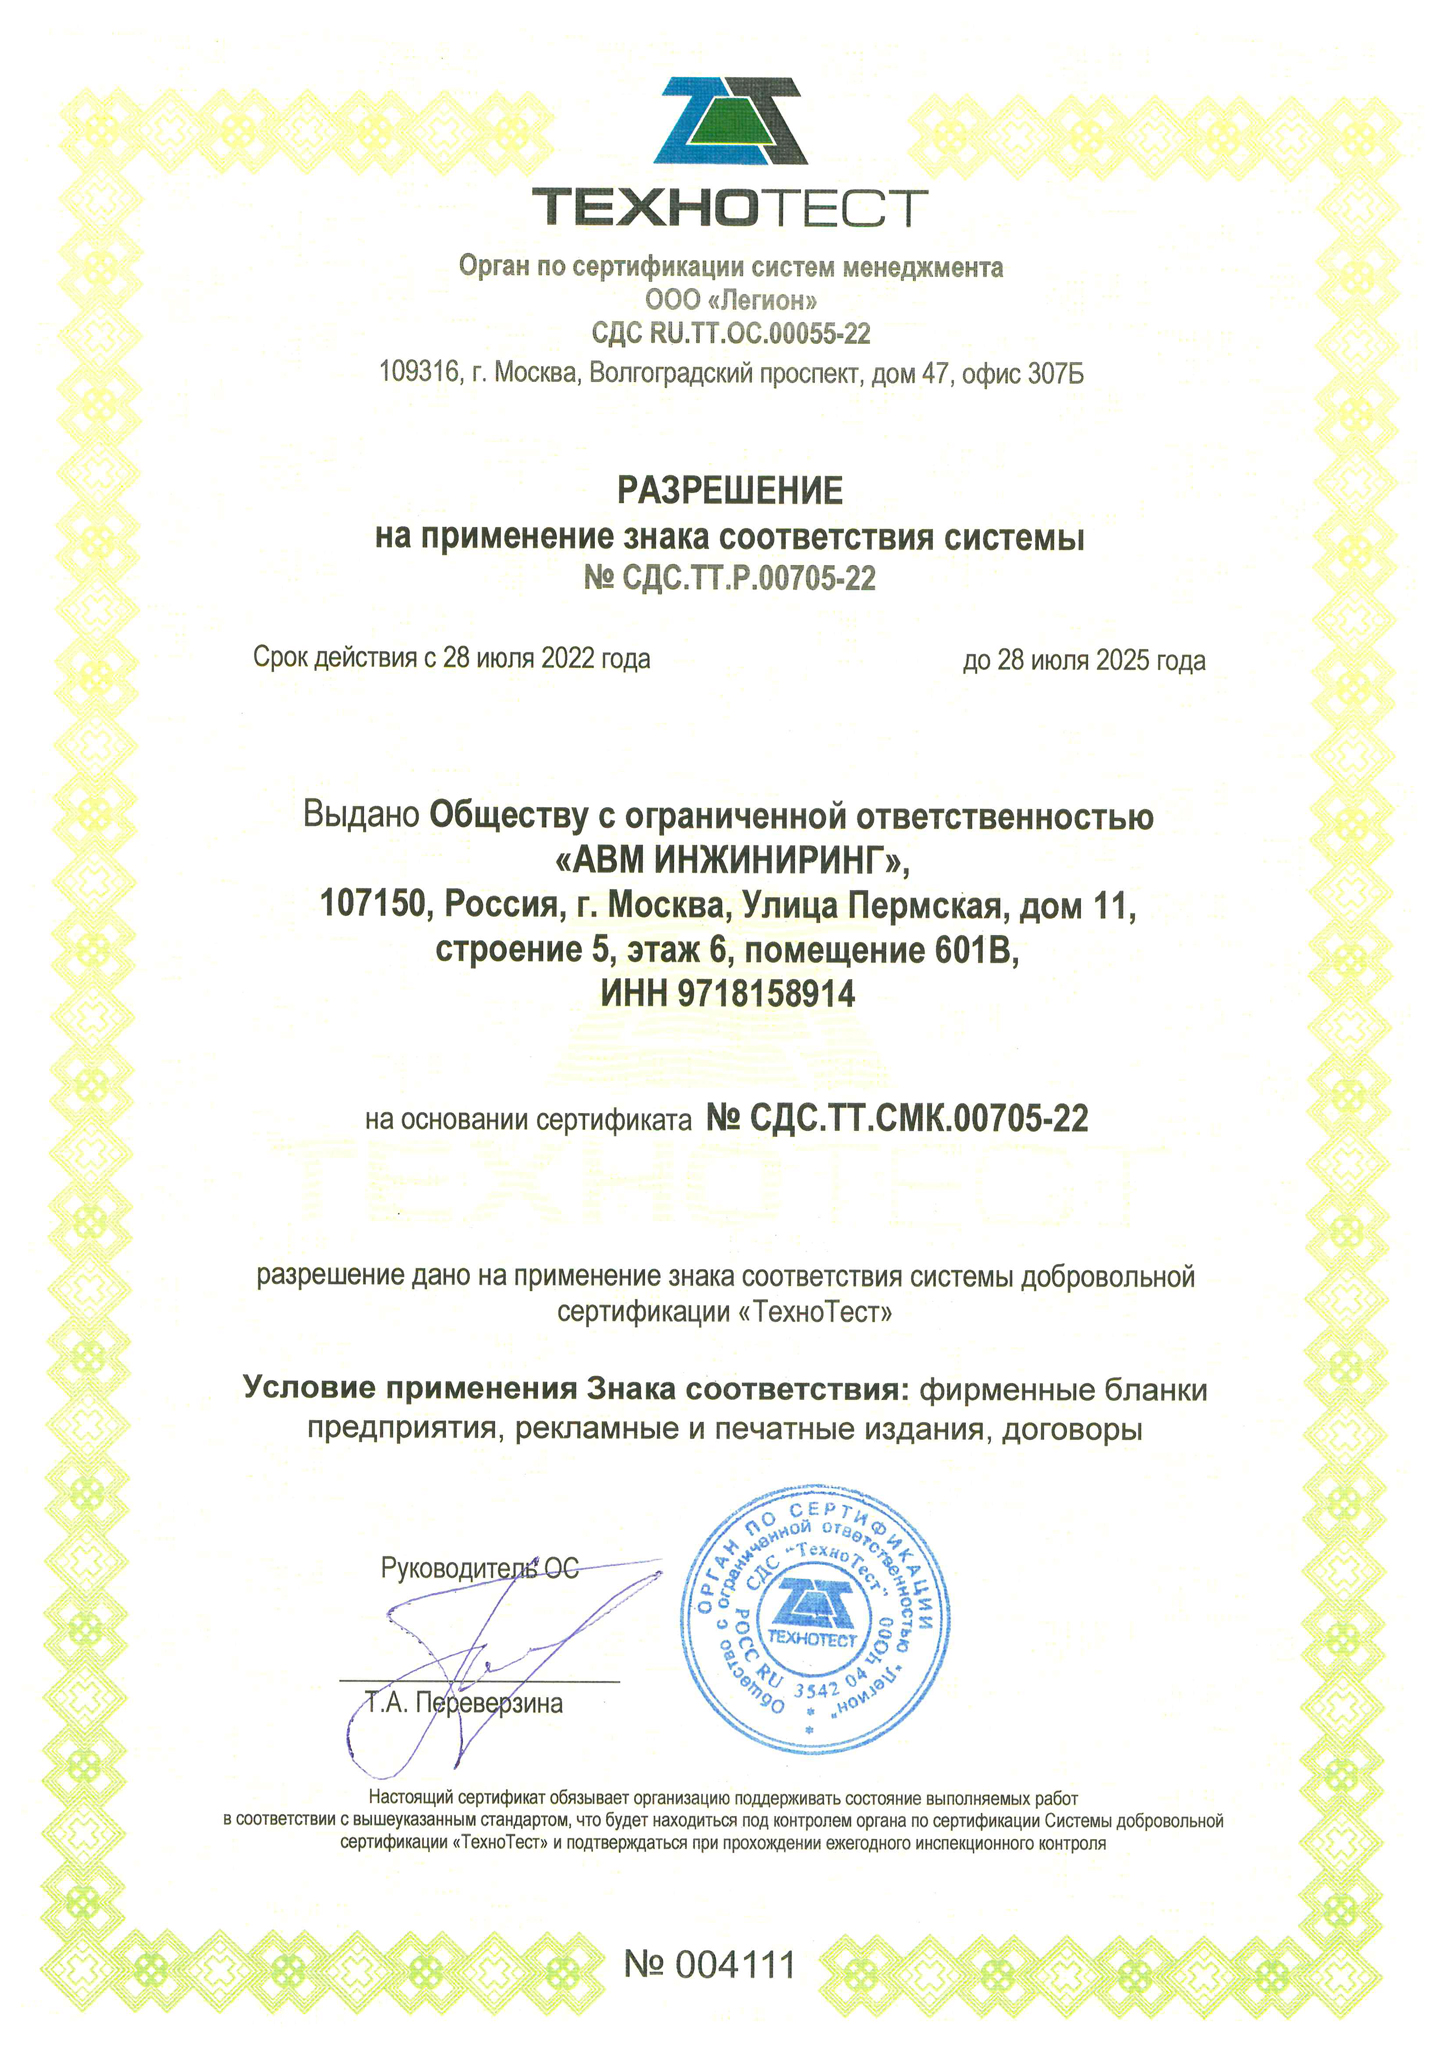 ТЕХНОТЕСТ
Орган по сертификации систем менеджмента
ООО «Легион»
СДС RU.ТТ.ОС.00055-22
109316, г. Москва, Волгоградский проспект, дом 47, офис 307Б
РАЗРЕШЕНИЕ
на применение знака соответствия системы
№ СДС.ТТ.Р.00705-22
Срок действия с 28 июля 2022 года до 28 июля 2025 года
Выдано Обществу с ограниченной ответственностью
«АВМ ИНЖИНИРИНГ»,
107150, Россия, г. Москва, Улица Пермская, дом 11,
строение 5, этаж 6, помещение 601В,
ИНН 9718158914
на основании сертификата № СДС.ТТ.СМК.00705-22
ТЕХНОТЕСТ
разрешение дано на применение знака соответствия системы добровольной
сертификации «ТехноТест»
Условие применения Знака соответствия: фирменные бланки
предприятия, рекламные и печатные издания, договоры
Руководитель ОС
Т.А. Переверзина
ОРГАН ПО СЕРТИФИКАЦИИ
Общество с ограниченной ответственностью "Легион"
СДС "ТехноТест"
РОСС RU 3542 04 ЧОО0
ТЕХНОТЕСТ
Настоящий сертификат обязывает организацию поддерживать состояние выполняемых работ
в соответствии с вышеуказанным стандартом, что будет находиться под контролем органа по сертификации Системы добровольной
сертификации «ТехноТест» и подтверждаться при прохождении ежегодного инспекционного контроля
№ 004111